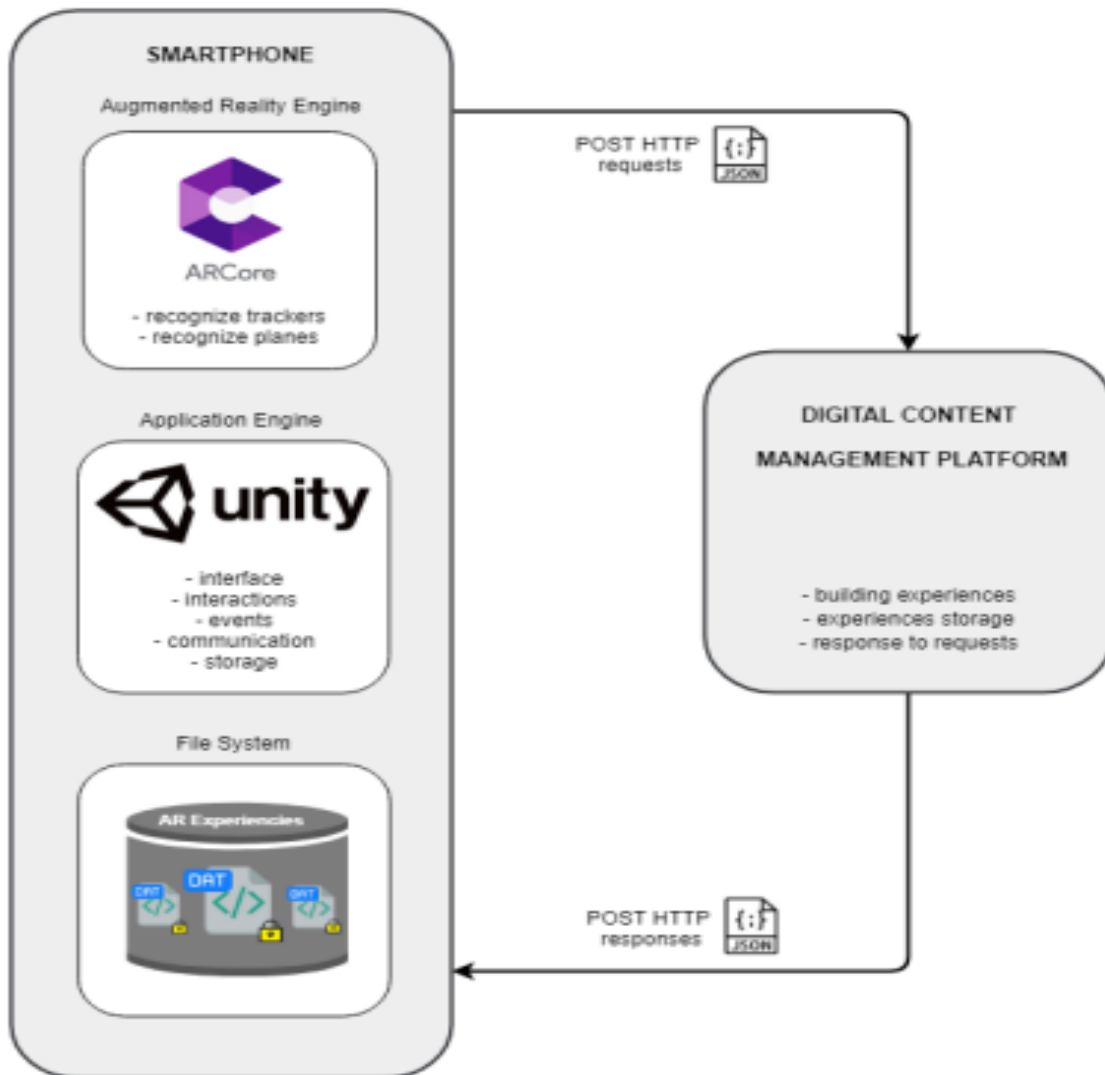 SMARTPHONE
Augmented Reality Engine
ARCore
- recognize trackers
- recognize planes
Application Engine
unity
- interface
- interactions
- events
- communication
- storage
File System
AR Experiencies
DAT
DAT
DAT
POST HTTP
requests
{;}
JSON
DIGITAL CONTENT
MANAGEMENT PLATFORM
- building experiences
- experiences storage
- response to requests
POST HTTP
responses
{;}
JSON